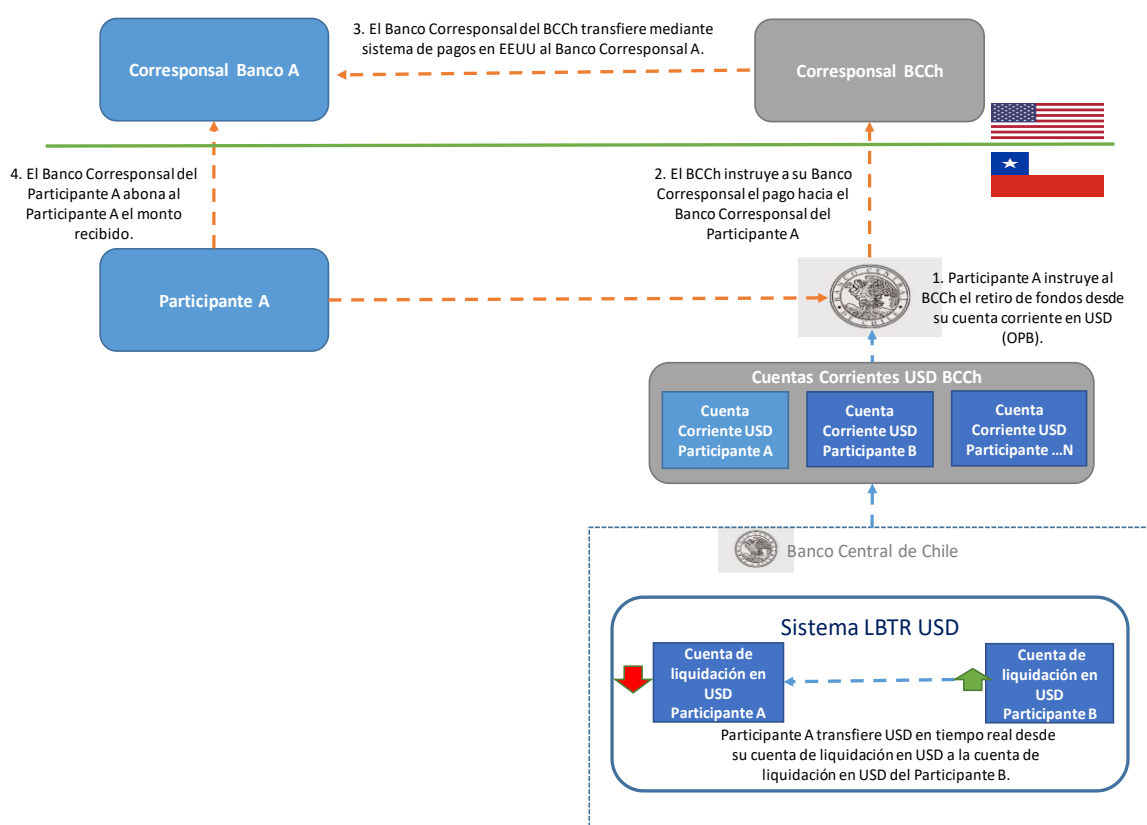 3. El Banco Corresponsal del BCCh transfiere mediante
sistema de pagos en EEUU al Banco Corresponsal A.
Corresponsal Banco A
Corresponsal BCCh
4. El Banco Corresponsal del
Participante A abona al
Participante A el monto
recibido.
2. El BCCh instruye a su Banco
Corresponsal el pago hacia el
Banco Corresponsal del
Participante A
Participante A
BANCO CENTRAL
DE CHILE
1. Participante A instruye al
BCCh el retiro de fondos desde
su cuenta corriente en USD
(OPB).
Cuentas Corrientes USD BCCh
Cuenta
Corriente USD
Participante A
Cuenta
Corriente USD
Participante B
Cuenta
Corriente USD
Participante ...N
Banco Central de Chile
Sistema LBTR USD
Cuenta de
liquidación en
USD
Participante A
Cuenta de
liquidación en
USD
Participante B
Participante A transfiere USD en tiempo real desde
su cuenta de liquidación en USD a la cuenta de
liquidación en USD del Participante B.